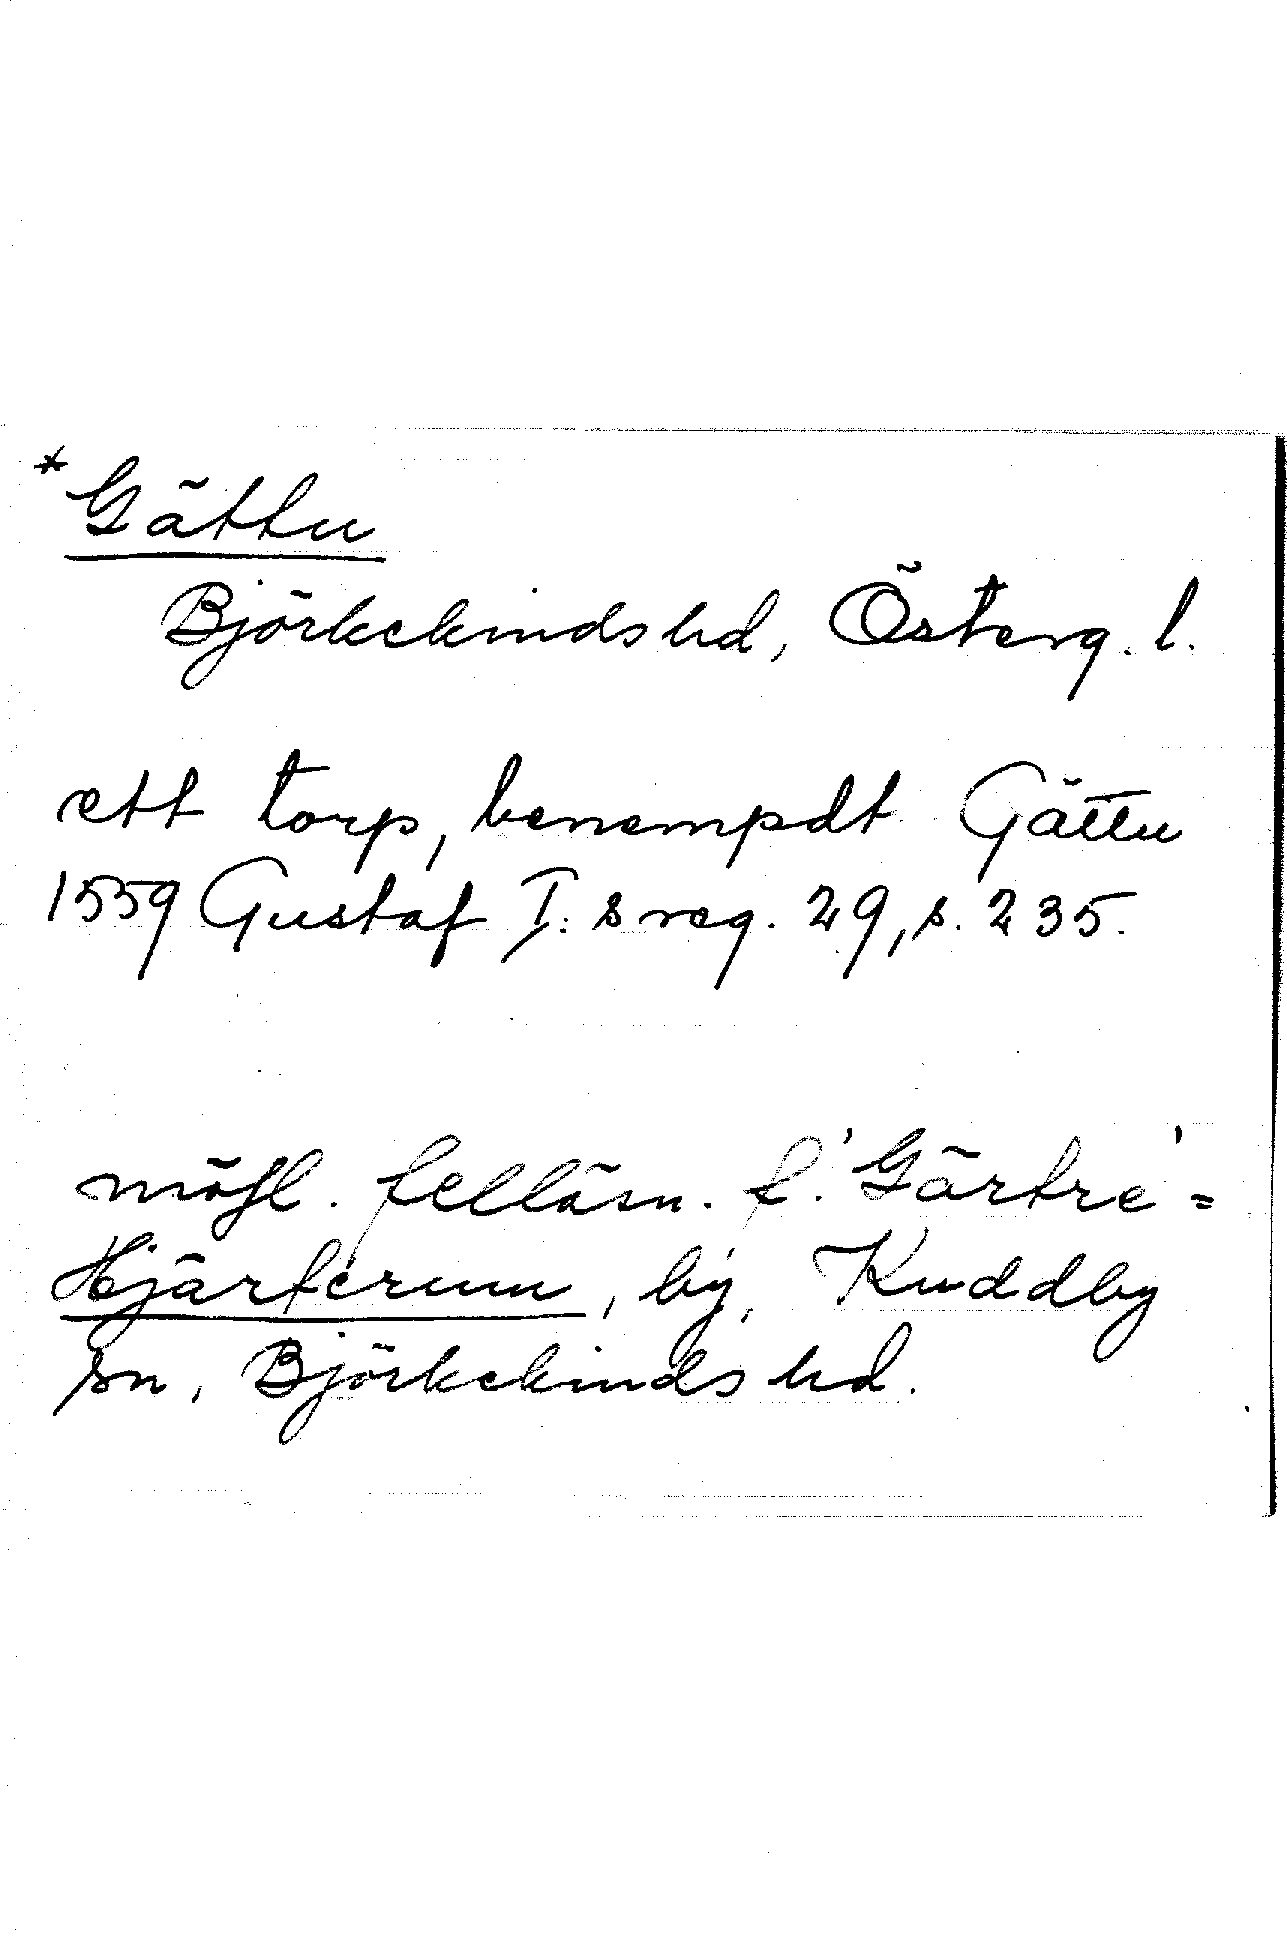 *Gättu
Björkekinds hd, Österg. l.
ett torp, benempdt Gättu
1559 Gustaf I:s reg. 29, s. 235.
möjl. felläsn. f. 'Gärtre' =
Hjärterum, by, Kuddby
sn, Björkekinds hd.